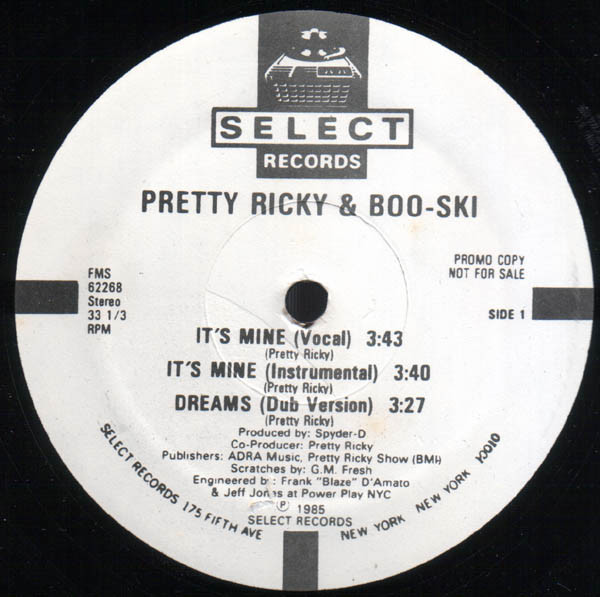 SELECT
RECORDS
PRETTY RICKY & BOO-SKI
FMS
62268
Stereo
33 1/3
RPM
PROMO COPY
NOT FOR SALE
SIDE 1
IT'S MINE (Vocal) 3:43
(Pretty Ricky)
IT'S MINE (Instrumental) 3:40
(Pretty Ricky)
DREAMS (Dub Version) 3:27
(Pretty Ricky)
Produced by: Spyder-D
Co-Producer: Pretty Ricky
Publishers: ADRA Music, Pretty Ricky Show (BMI)
Scratches by: G.M. Fresh
Engineered by: Frank "Blaze" D'Amato
& Jeff Jones at Power Play NYC
℗ 1985
SELECT RECORDS
SELECT RECORDS 175 FIFTH AVE NEW YORK NEW YORK 10010